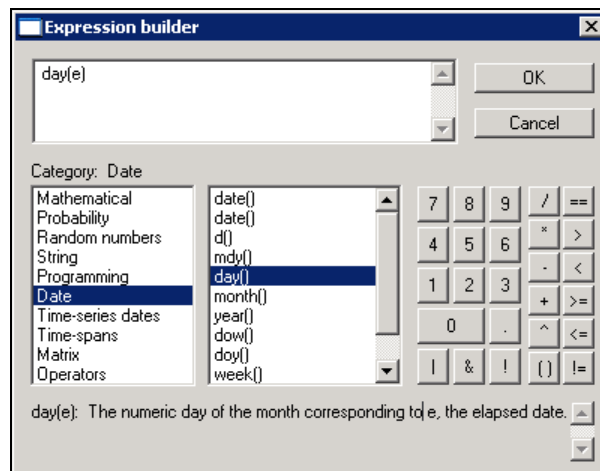 Expression builder
day(e)
OK
Cancel
Category: Date
Mathematical
Probability
Random numbers
String
Programming
Date
Time-series dates
Time-spans
Matrix
Operators
date()
date()
d()
mdy()
day()
month()
year()
dow()
doy()
week()
7 8 9 / ==
4 5 6 * >
1 2 3 - <
+ >=
0 . ^ <=
| & ! () !=
day(e): The numeric day of the month corresponding to e, the elapsed date.